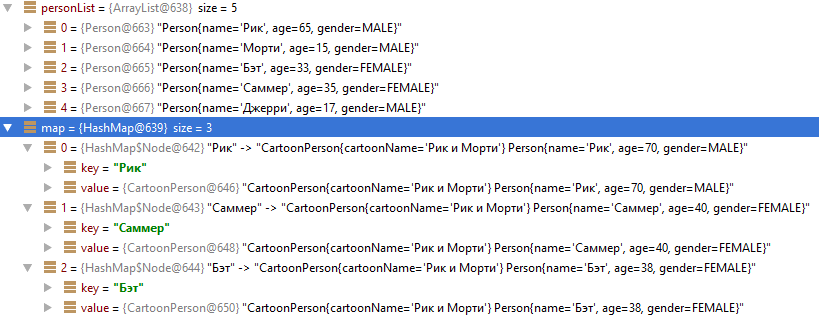 personList = {ArrayList@638} size = 5
0 = {Person@663} "Person{name='Рик', age=65, gender=MALE}"
1 = {Person@664} "Person{name='Морти', age=15, gender=MALE}"
2 = {Person@665} "Person{name='Бэт', age=33, gender=FEMALE}"
3 = {Person@666} "Person{name='Саммер', age=35, gender=FEMALE}"
4 = {Person@667} "Person{name='Джерри', age=17, gender=MALE}"
map = {HashMap@639} size = 3
0 = {HashMap$Node@642} "Рик" -> "CartoonPerson{cartoonName='Рик и Морти'} Person{name='Рик', age=70, gender=MALE}"
key = "Рик"
value = {CartoonPerson@646} "CartoonPerson{cartoonName='Рик и Морти'} Person{name='Рик', age=70, gender=MALE}"
1 = {HashMap$Node@643} "Саммер" -> "CartoonPerson{cartoonName='Рик и Морти'} Person{name='Саммер', age=40, gender=FEMALE}"
key = "Саммер"
value = {CartoonPerson@648} "CartoonPerson{cartoonName='Рик и Морти'} Person{name='Саммер', age=40, gender=FEMALE}"
2 = {HashMap$Node@644} "Бэт" -> "CartoonPerson{cartoonName='Рик и Морти'} Person{name='Бэт', age=38, gender=FEMALE}"
key = "Бэт"
value = {CartoonPerson@650} "CartoonPerson{cartoonName='Рик и Морти'} Person{name='Бэт', age=38, gender=FEMALE}"